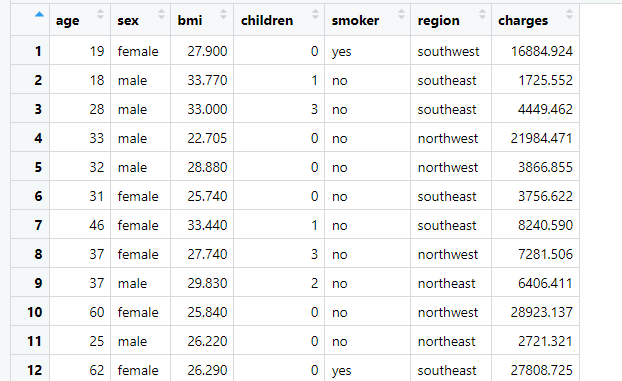 age sex bmi children smoker region charges
1 19 female 27.900 0 yes southwest 16884.924
2 18 male 33.770 1 no southeast 1725.552
3 28 male 33.000 3 no southeast 4449.462
4 33 male 22.705 0 no northwest 21984.471
5 32 male 28.880 0 no northwest 3866.855
6 31 female 25.740 0 no southeast 3756.622
7 46 female 33.440 1 no southeast 8240.590
8 37 female 27.740 3 no northwest 7281.506
9 37 male 29.830 2 no northeast 6406.411
10 60 female 25.840 0 no northwest 28923.137
11 25 male 26.220 0 no northeast 2721.321
12 62 female 26.290 0 yes southeast 27808.725